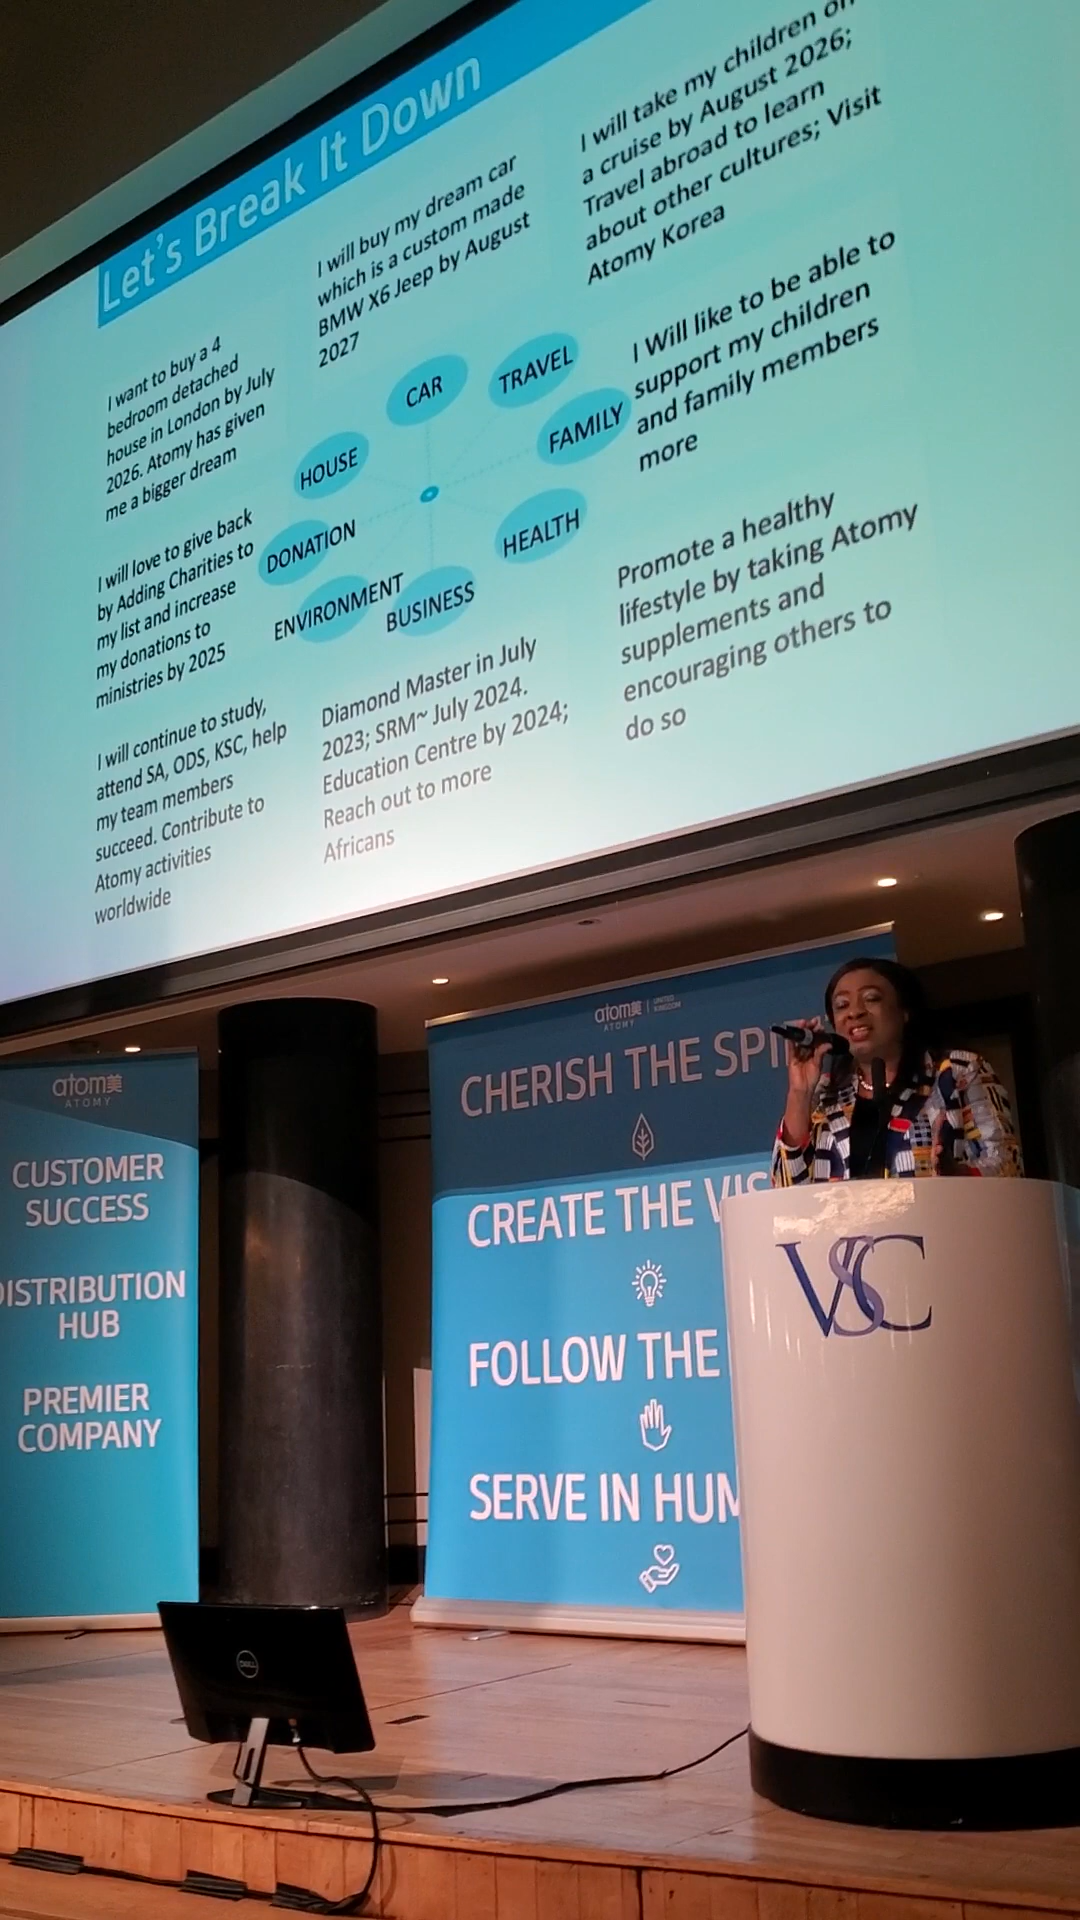 Let's Break It Down
I want to buy a 4
bedroom detached
house in London by July
2026. Atomy has given
me a bigger dream
I will buy my dream car
which is a custom made
BMW X6 Jeep by August
2027
I will take my children on
a cruise by August 2026;
Travel abroad to learn
about other cultures; Visit
Atomy Korea
I Will like to be able to
support my children
and family members
more
CAR
TRAVEL
HOUSE
FAMILY
DONATION
HEALTH
ENVIRONMENT
BUSINESS
I will love to give back
by Adding Charities to
my list and increase
my donations to
ministries by 2025
Promote a healthy
lifestyle by taking Atomy
supplements and
encouraging others to
do so
I will continue to study,
attend SA, ODS, KSC, help
my team members
succeed. Contribute to
Atomy activities
worldwide
Diamond Master in July
2023; SRM~ July 2024.
Education Centre by 2024;
Reach out to more
Africans
atom美
ATOMY
CUSTOMER
SUCCESS
DISTRIBUTION
HUB
PREMIER
COMPANY
atom美 | UNITED
KINGDOM
ATOMY
CHERISH THE SPI
CREATE THE VIS
FOLLOW THE
SERVE IN HUM
VSC
DELL